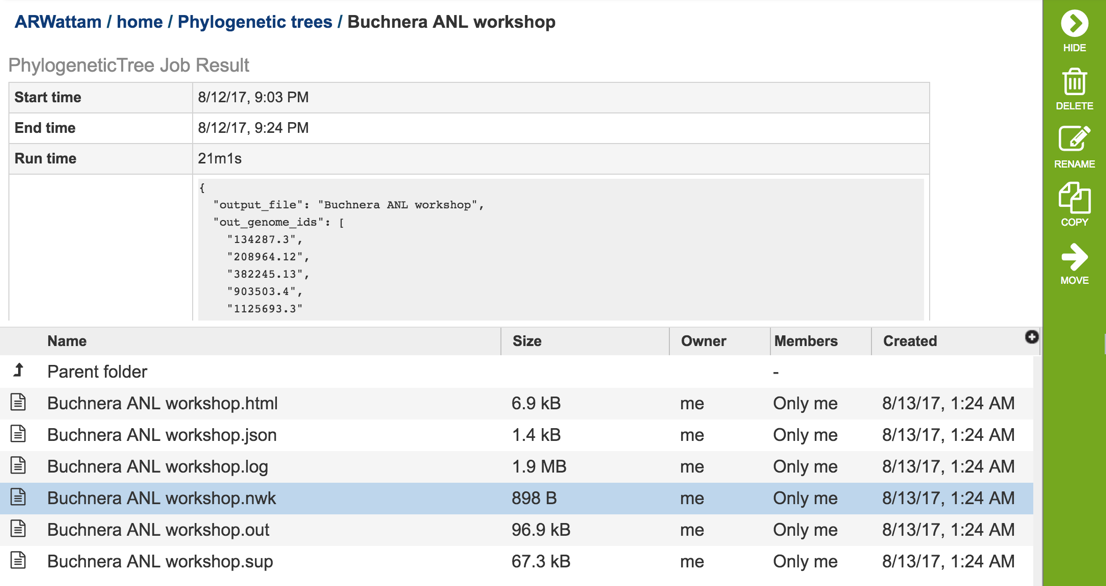 ARWattam / home / Phylogenetic trees / Buchnera ANL workshop
PhylogeneticTree Job Result
Start time 8/12/17, 9:03 PM
End time 8/12/17, 9:24 PM
Run time 21m1s
{
"output_file": "Buchnera ANL workshop",
"out_genome_ids": [
"134287.3",
"208964.12",
"382245.13",
"903503.4",
"1125693.3"
Name Size Owner Members Created
Parent folder -
Buchnera ANL workshop.html 6.9 kB me Only me 8/13/17, 1:24 AM
Buchnera ANL workshop.json 1.4 kB me Only me 8/13/17, 1:24 AM
Buchnera ANL workshop.log 1.9 MB me Only me 8/13/17, 1:24 AM
Buchnera ANL workshop.nwk 898 B me Only me 8/13/17, 1:24 AM
Buchnera ANL workshop.out 96.9 kB me Only me 8/13/17, 1:24 AM
Buchnera ANL workshop.sup 67.3 kB me Only me 8/13/17, 1:24 AM
HIDE
DELETE
RENAME
COPY
MOVE